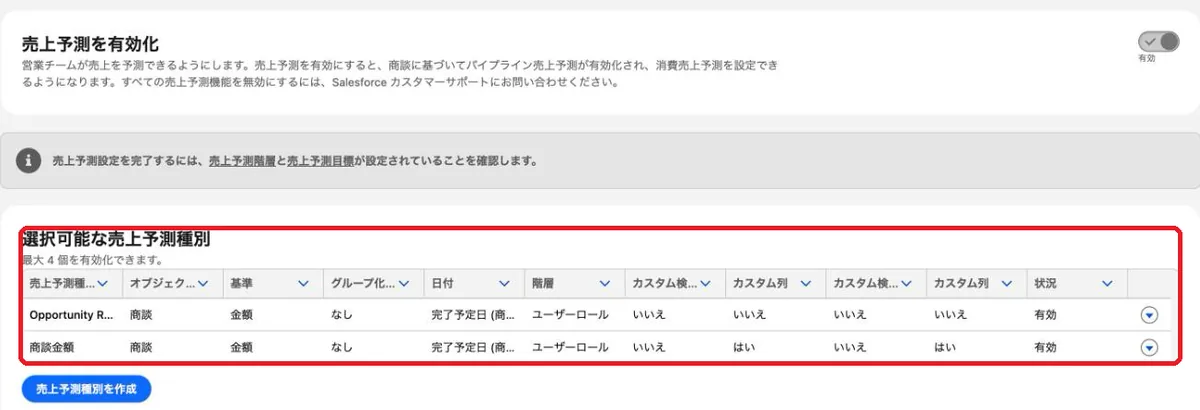 売上予測を有効化
営業チームが売上を予測できるようにします。売上予測を有効にすると、商談に基づいてパイプライン売上予測が有効化され、消費売上予測を設定でき
るようになります。すべての売上予測機能を無効にするには、Salesforce カスタマーサポートにお問い合わせください。
有効
売上予測設定を完了するには、売上予測階層と売上予測目標が設定されていることを確認します。
選択可能な売上予測種別
最大 4 個を有効化できます。
売上予測種... オブジェク... 基準 グループ化... 日付 階層 カスタム検... カスタム列 カスタム検... カスタム列 状況
Opportunity R... 商談 金額 なし 完了予定日 (商... ユーザーロール いいえ いいえ いいえ いいえ 有効
商談金額 商談 金額 なし 完了予定日 (商... ユーザーロール いいえ はい いいえ はい 有効
売上予測種別を作成